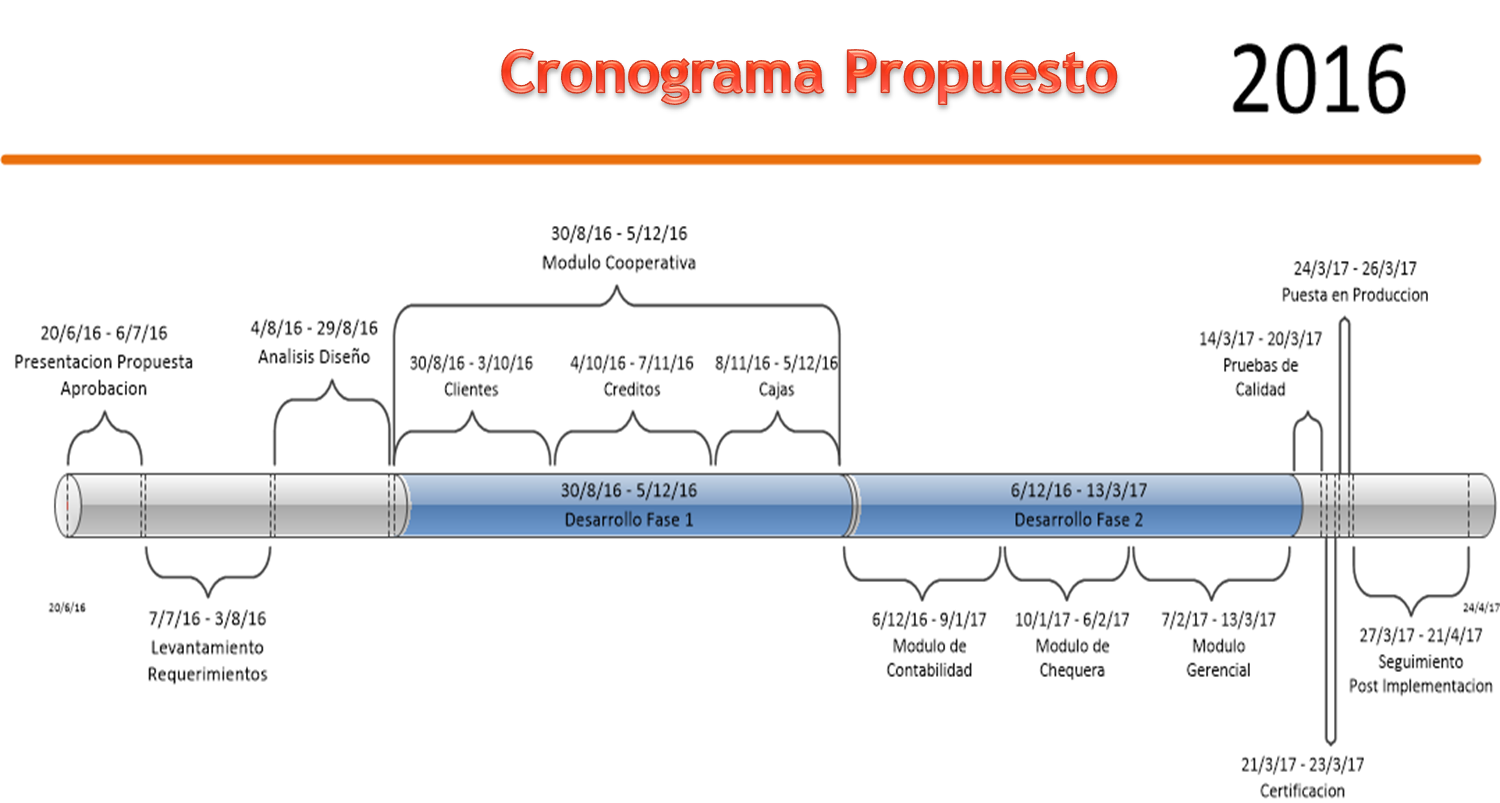 Cronograma Propuesto
2016
30/8/16 - 5/12/16
Modulo Cooperativa
24/3/17 - 26/3/17
Puesta en Produccion
20/6/16 - 6/7/16
Presentacion Propuesta
Aprobacion
4/8/16 - 29/8/16
Analisis Diseño
30/8/16 - 3/10/16
Clientes
4/10/16 - 7/11/16
Creditos
8/11/16 - 5/12/16
Cajas
14/3/17 - 20/3/17
Pruebas de
Calidad
30/8/16 - 5/12/16
Desarrollo Fase 1
6/12/16 - 13/3/17
Desarrollo Fase 2
20/6/16
7/7/16 - 3/8/16
Levantamiento
Requerimientos
6/12/16 - 9/1/17
Modulo de
Contabilidad
10/1/17 - 6/2/17
Modulo de
Chequera
7/2/17 - 13/3/17
Modulo
Gerencial
24/4/17
27/3/17 - 21/4/17
Seguimiento
Post Implementacion
21/3/17 - 23/3/17
Certificacion